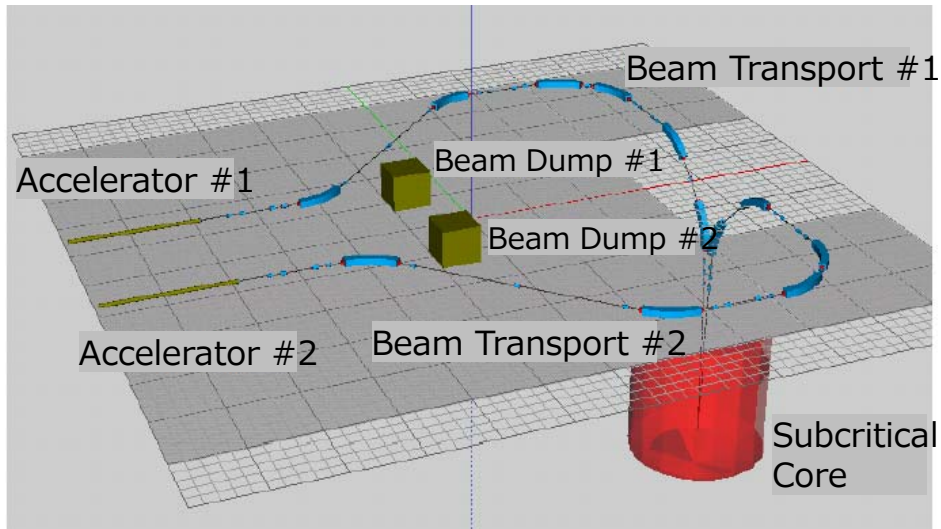 Beam Transport #1
Beam Dump #1
Accelerator #1
Beam Dump #2
Accelerator #2
Beam Transport #2
Subcritical
Core